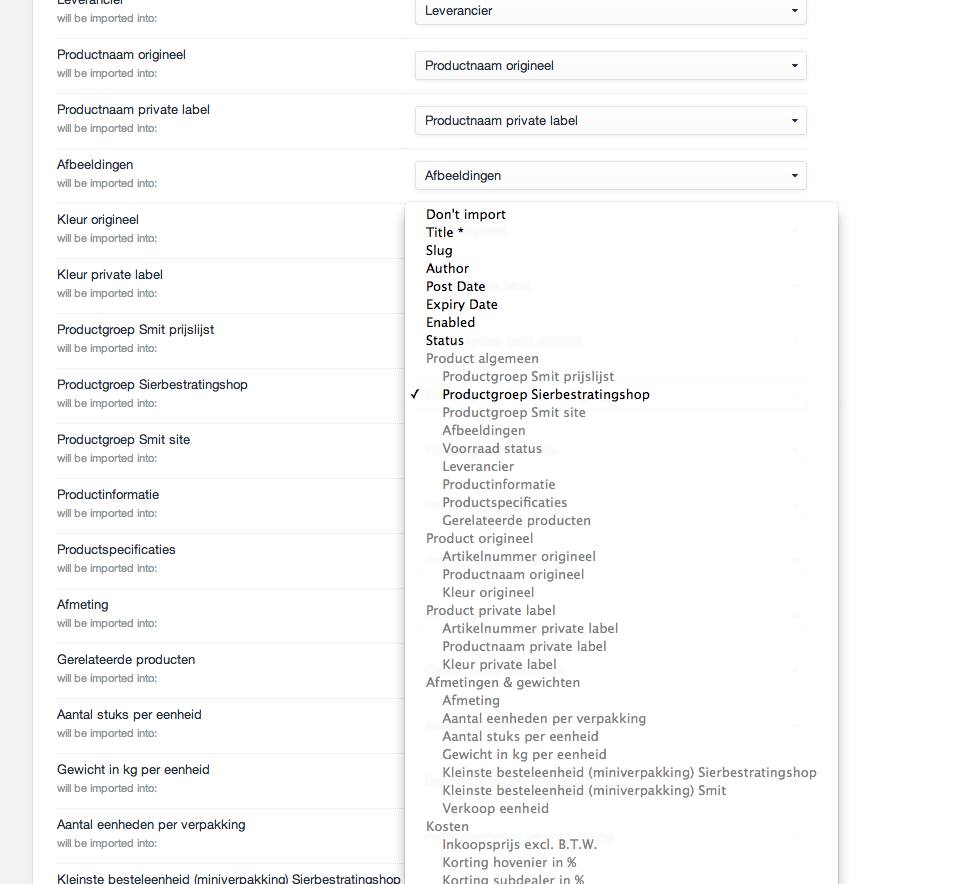 Leverancier
will be imported into:
Leverancier
Productnaam origineel
will be imported into:
Productnaam origineel
Productnaam private label
will be imported into:
Productnaam private label
Afbeeldingen
will be imported into:
Afbeeldingen
Kleur origineel
will be imported into:
Kleur private label
will be imported into:
Productgroep Smit prijslijst
will be imported into:
Productgroep Sierbestratingshop
will be imported into:
Productgroep Smit site
will be imported into:
Productinformatie
will be imported into:
Productspecificaties
will be imported into:
Afmeting
will be imported into:
Gerelateerde producten
will be imported into:
Aantal stuks per eenheid
will be imported into:
Gewicht in kg per eenheid
will be imported into:
Aantal eenheden per verpakking
will be imported into:
Kleinste besteleenheid (miniverpakking) Sierbestratingshop
Don't import
Title *
Slug
Author
Post Date
Expiry Date
Enabled
Status
Product algemeen
Productgroep Smit prijslijst
✓ Productgroep Sierbestratingshop
Productgroep Smit site
Afbeeldingen
Voorraad status
Leverancier
Productinformatie
Productspecificaties
Gerelateerde producten
Product origineel
Artikelnummer origineel
Productnaam origineel
Kleur origineel
Product private label
Artikelnummer private label
Productnaam private label
Kleur private label
Afmetingen & gewichten
Afmeting
Aantal eenheden per verpakking
Aantal stuks per eenheid
Gewicht in kg per eenheid
Kleinste besteleenheid (miniverpakking) Sierbestratingshop
Kleinste besteleenheid (miniverpakking) Smit
Verkoop eenheid
Kosten
Inkoopsprijs excl. B.T.W.
Korting hovenier in %
Korting subdealer in %